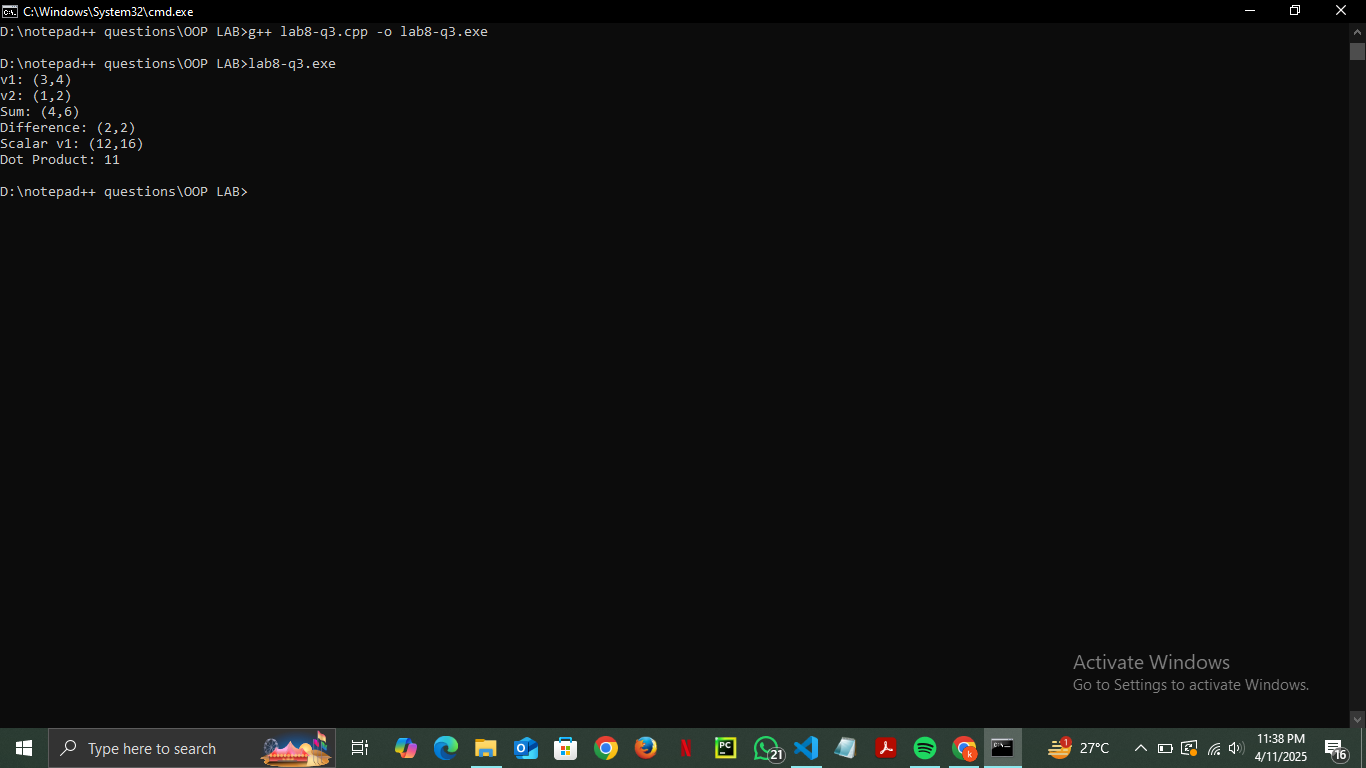 C:\Windows\System32\cmd.exe
D:\notepad++ questions\OOP LAB>g++ lab8-q3.cpp -o lab8-q3.exe
D:\notepad++ questions\OOP LAB>lab8-q3.exe
v1: (3,4)
v2: (1,2)
Sum: (4,6)
Difference: (2,2)
Scalar v1: (12,16)
Dot Product: 11
D:\notepad++ questions\OOP LAB>
Activate Windows
Go to Settings to activate Windows.
Type here to search
PC
21
k
1
27°C
11:38 PM
4/11/2025
16